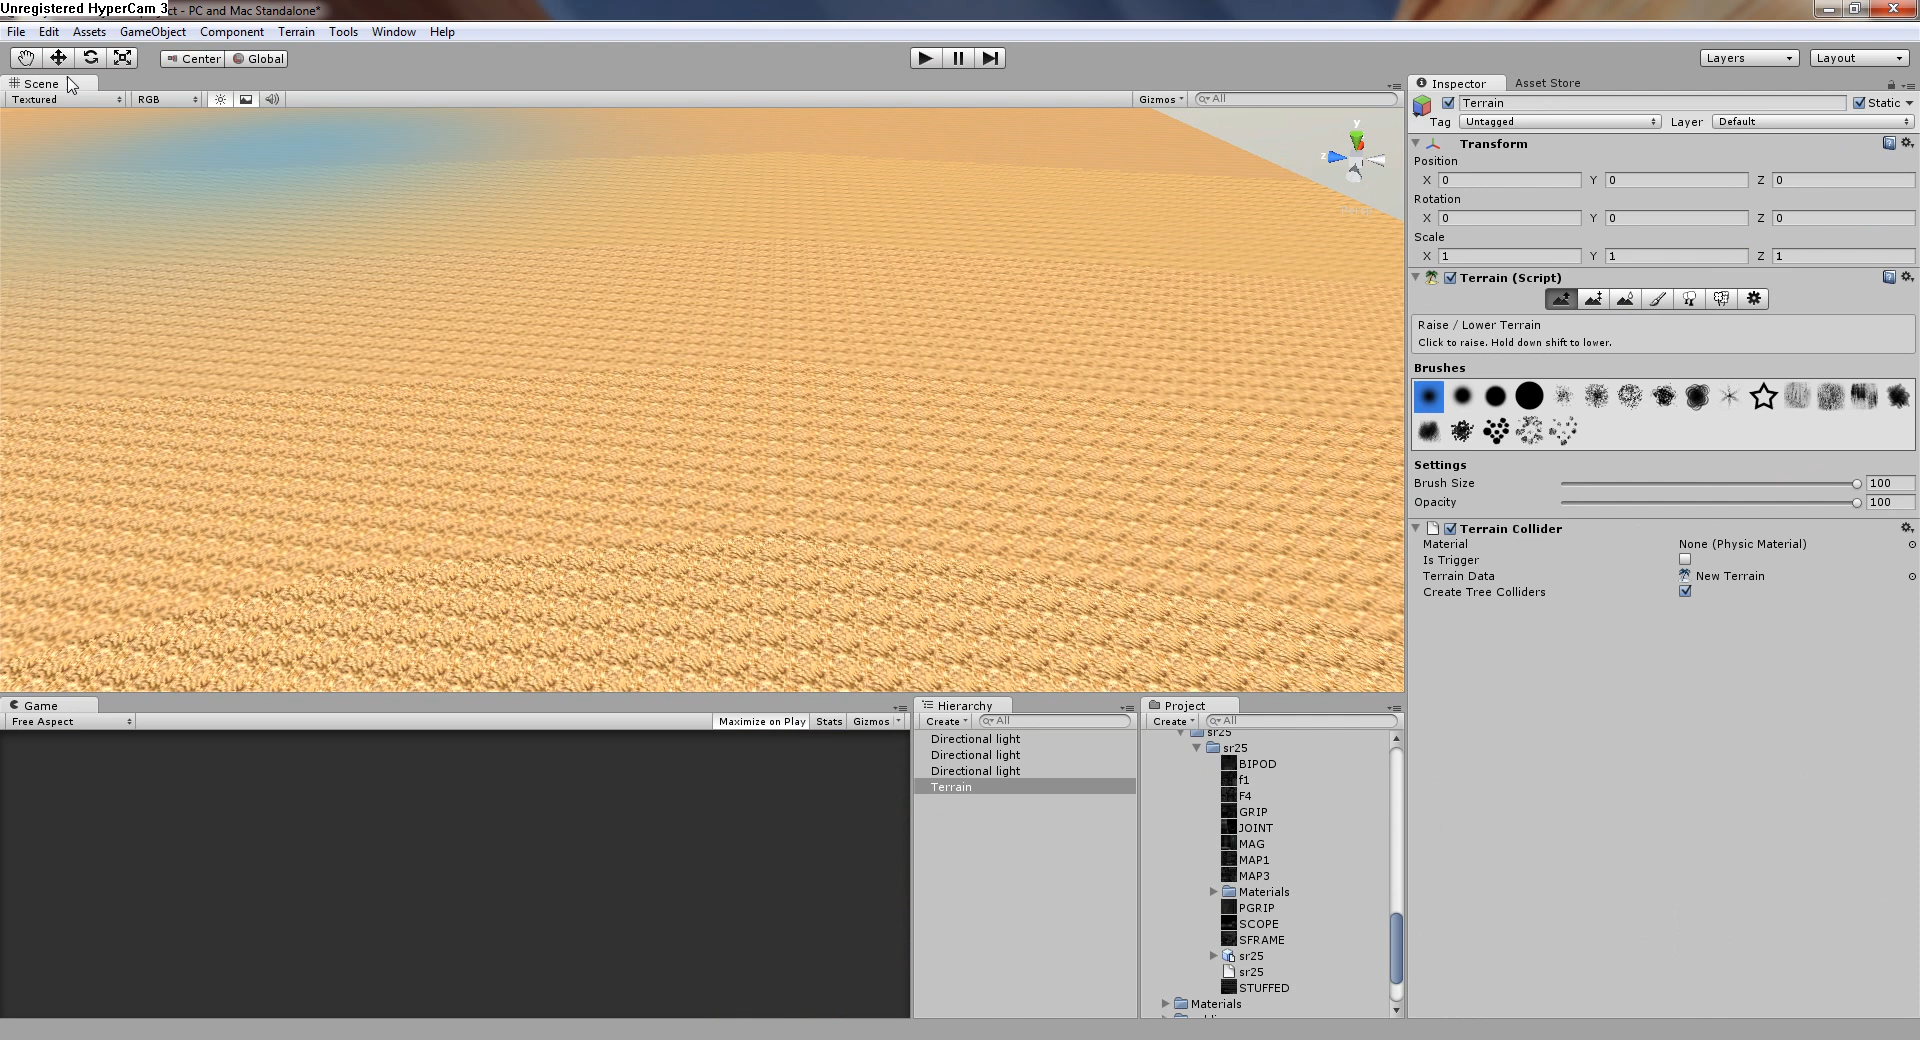 Unregistered HyperCam 3
ct - PC and Mac Standalone*
File Edit Assets GameObject Component Terrain Tools Window Help
Center Global Layers Layout
Scene
Textured RGB Gizmos All
y
z
Inspector Asset Store
Terrain Static
Tag Untagged Layer Default
Transform
Position
X 0 Y 0 Z 0
Rotation
X 0 Y 0 Z 0
Scale
X 1 Y 1 Z 1
Terrain (Script)
Raise / Lower Terrain
Click to raise. Hold down shift to lower.
Brushes
Settings
Brush Size 100
Opacity 100
Terrain Collider
Material None (Physic Material)
Is Trigger
Terrain Data New Terrain
Create Tree Colliders
Game
Free Aspect Maximize on Play Stats Gizmos
Hierarchy
Create All
Directional light
Directional light
Directional light
Terrain
Project
Create All
sr25
sr25
BIPOD
f1
F4
GRIP
JOINT
MAG
MAP1
MAP3
Materials
PGRIP
SCOPE
SFRAME
sr25
sr25
STUFFED
Materials